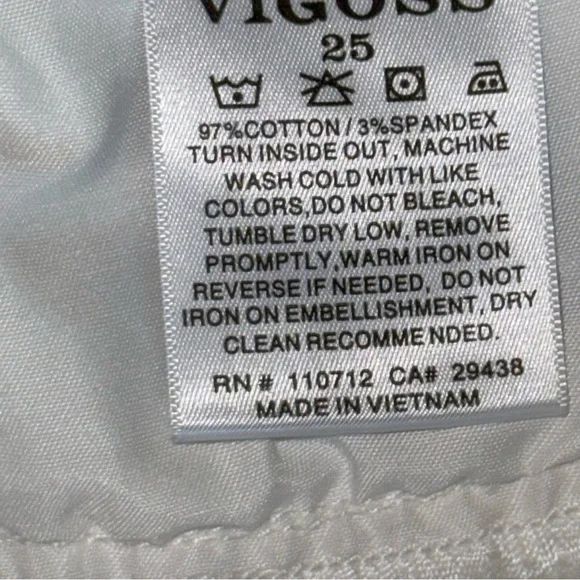 VIGOSS
25
97%COTTON / 3%SPANDEX
TURN INSIDE OUT, MACHINE
WASH COLD WITH LIKE
COLORS,DO NOT BLEACH,
TUMBLE DRY LOW, REMOVE
PROMPTLY,WARM IRON ON
REVERSE IF NEEDED, DO NOT
IRON ON EMBELLISHMENT, DRY
CLEAN RECOMME NDED.
RN # 110712 CA# 29438
MADE IN VIETNAM